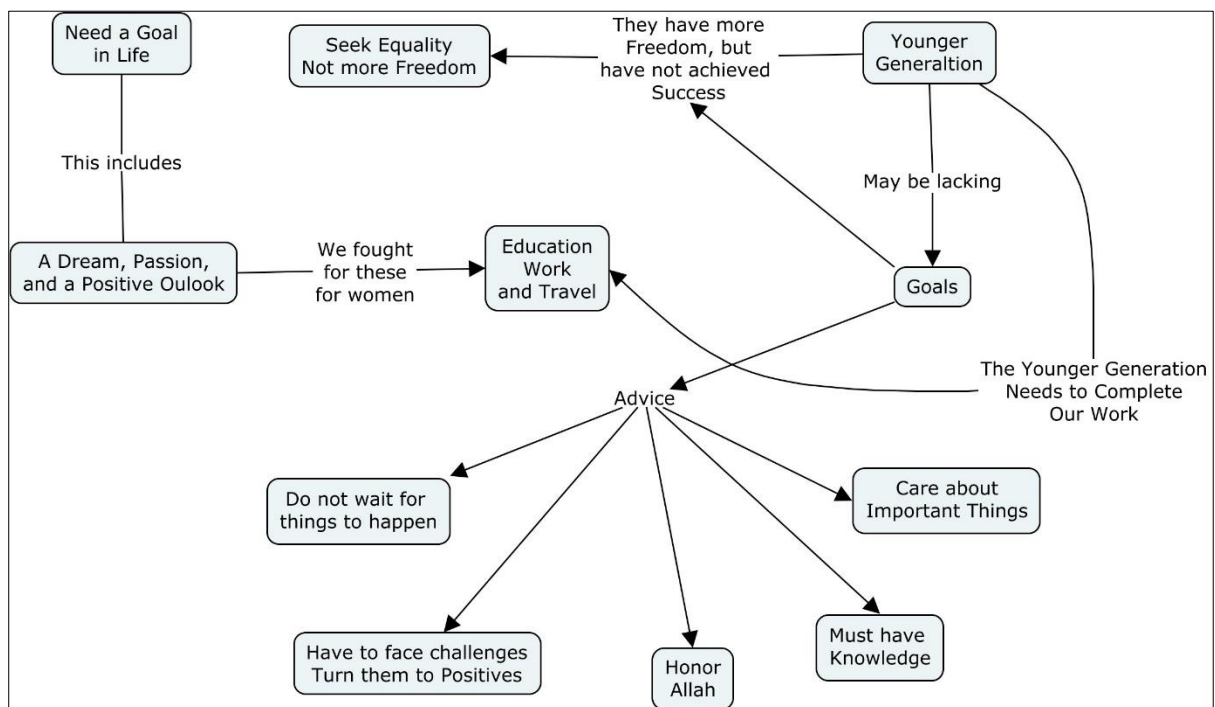 Need a Goal
in Life
Seek Equality
Not more Freedom
They have more
Freedom, but
have not achieved
Success
Younger
Generaltion
This includes
May be lacking
A Dream, Passion,
and a Positive Oulook
We fought
for these
for women
Education
Work
and Travel
Goals
The Younger Generation
Needs to Complete
Our Work
Advice
Do not wait for
things to happen
Care about
Important Things
Have to face challenges
Turn them to Positives
Honor
Allah
Must have
Knowledge